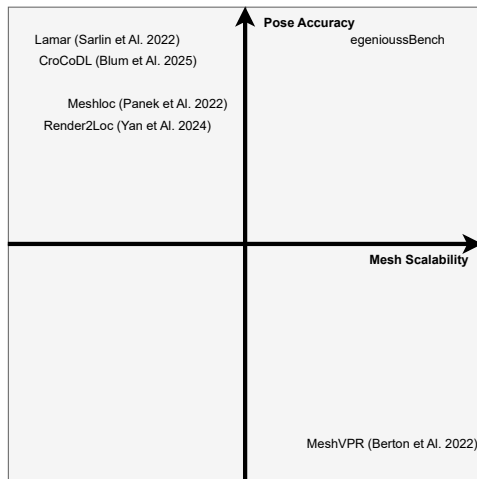 Pose Accuracy
Lamar (Sarlin et Al. 2022)
egenioussBench
CroCoDL (Blum et Al. 2025)
Meshloc (Panek et Al. 2022)
Render2Loc (Yan et Al. 2024)
Mesh Scalability
MeshVPR (Berton et Al. 2022)